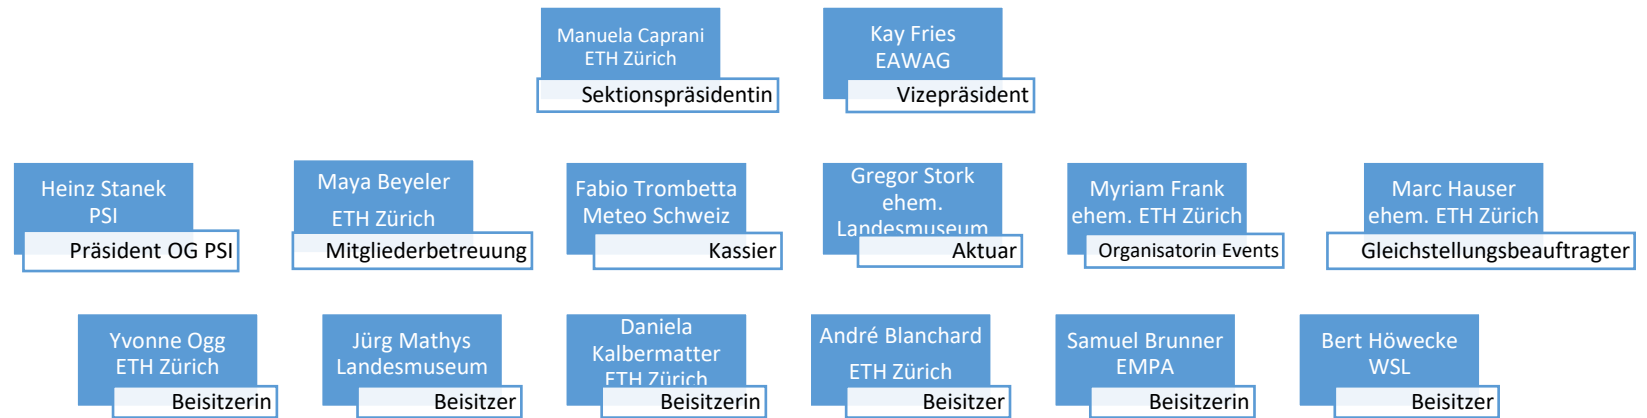 Manuela Caprani
ETH Zürich
Sektionspräsidentin
Kay Fries
EAWAG
Vizepräsident
Heinz Stanek
PSI
Präsident OG PSI
Maya Beyeler
ETH Zürich
Mitgliederbetreuung
Fabio Trombetta
Meteo Schweiz
Kassier
Gregor Stork
ehem.
Landesmuseum
Aktuar
Myriam Frank
ehem. ETH Zürich
Organisatorin Events
Marc Hauser
ehem. ETH Zürich
Gleichstellungsbeauftragter
Yvonne Ogg
ETH Zürich
Beisitzerin
Jürg Mathys
Landesmuseum
Beisitzer
Daniela
Kalbermatter
ETH Zürich
Beisitzerin
André Blanchard
ETH Zürich
Beisitzer
Samuel Brunner
EMPA
Beisitzerin
Bert Höwecke
WSL
Beisitzer